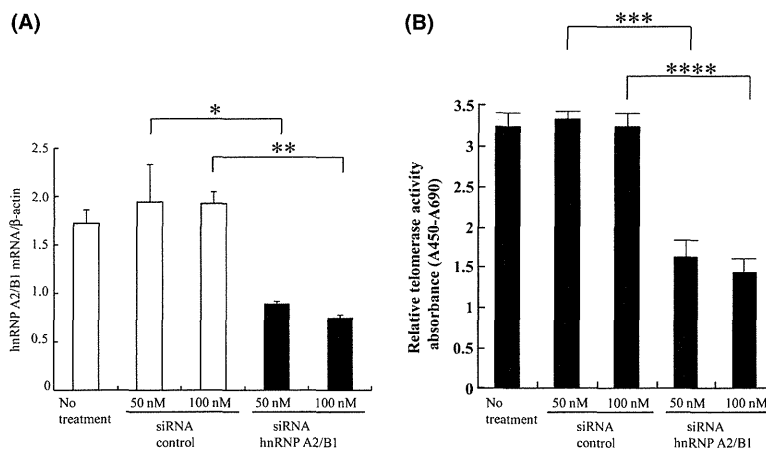 (A)
*
**
hnRNP A2/B1 mRNA/β-actin
2.5
2.0
1.5
1.0
0.5
0
No treatment
50 nM 100 nM
siRNA
control
50 nM 100 nM
siRNA
hnRNP A2/B1
(B)
***
****
Relative telomerase activity
absorbance (A450-A690)
3.5
3
2.5
2
1.5
1
0.5
0
No
treatment
50 nM 100 nM
siRNA
control
50 nM 100 nM
siRNA
hnRNP A2/B1